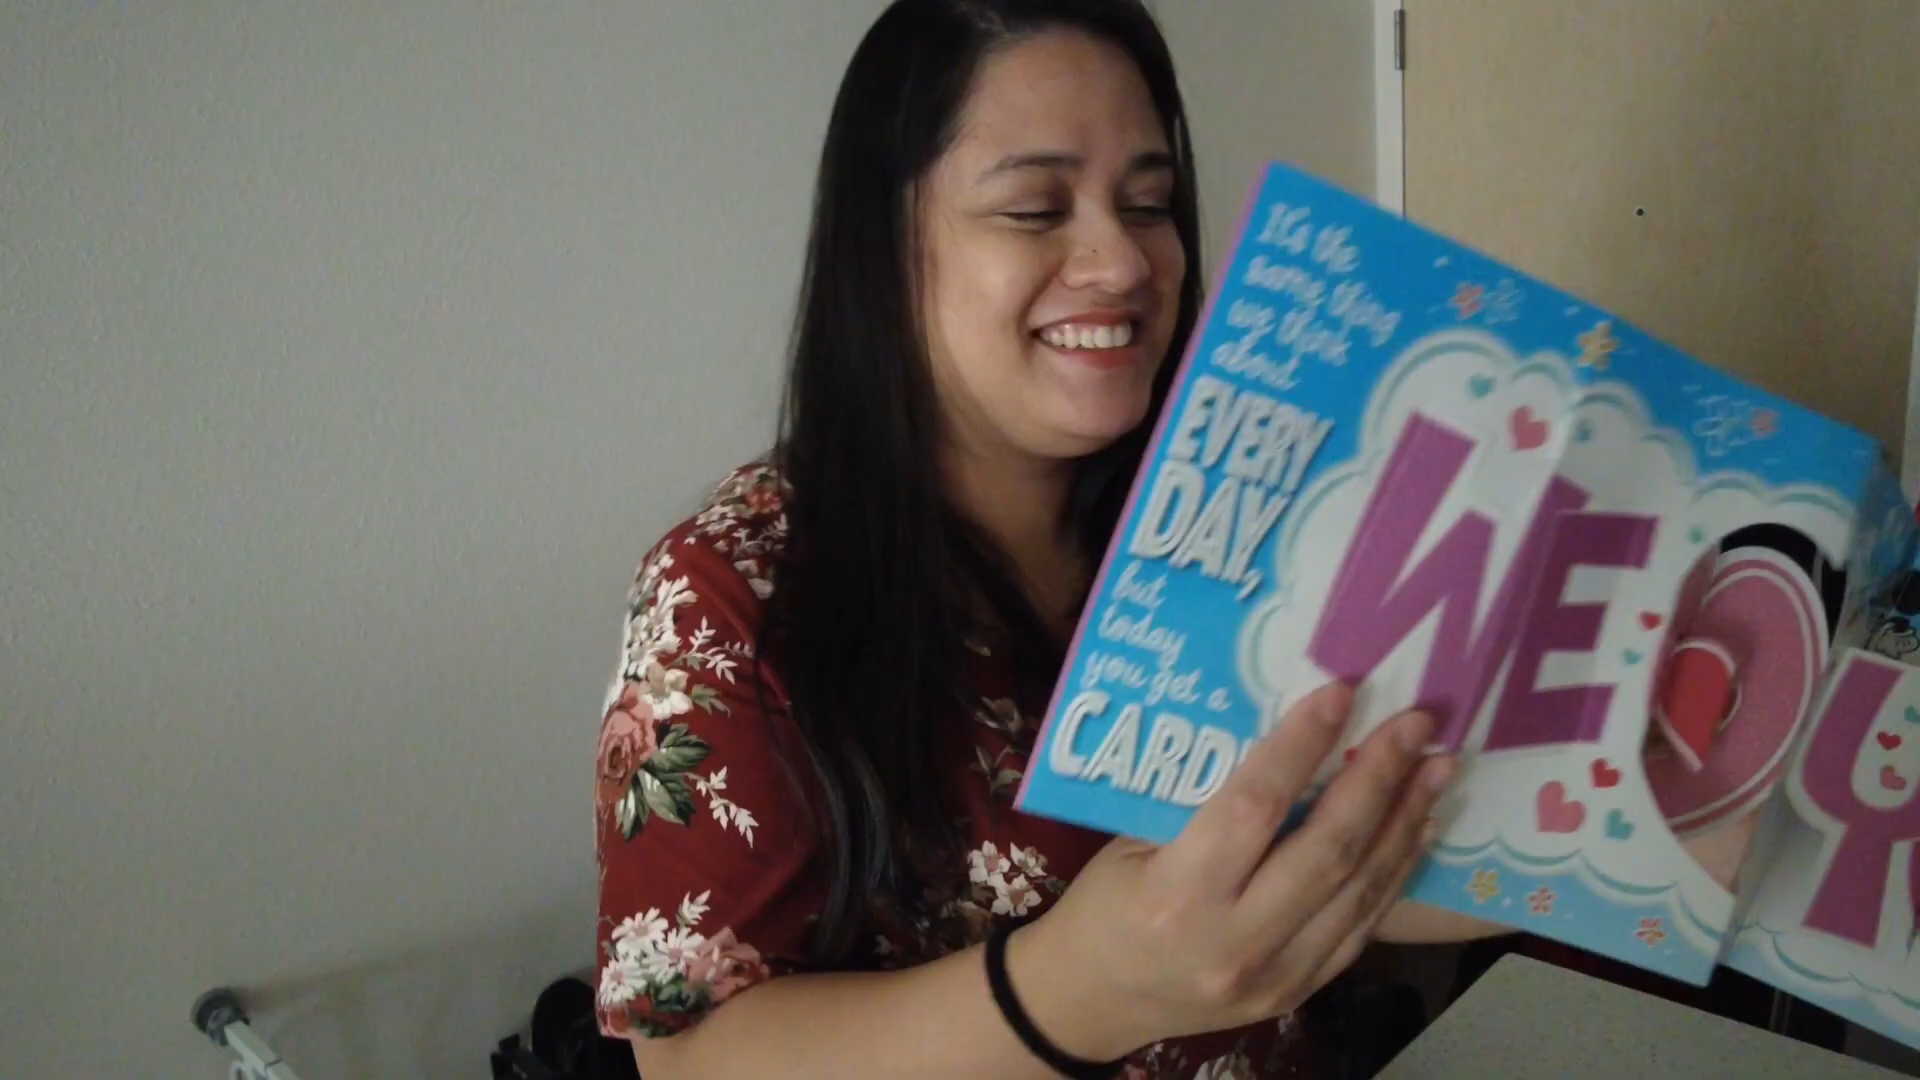 It's the
same thing
we think
about
EVERY
DAY,
but
today
you get a
CARD
WE